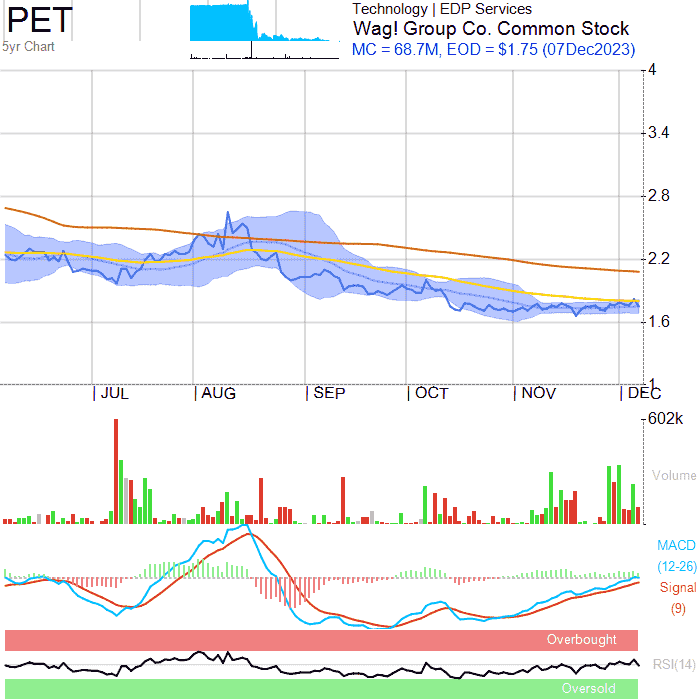 PET
5yr Chart
Technology | EDP Services
Wag! Group Co. Common Stock
MC = 68.7M, EOD = $1.75 (07Dec2023)
4
3.4
2.8
2.2
1.6
1
JUL AUG SEP OCT NOV DEC
602k
Volume
MACD
(12-26)
Signal
(9)
Overbought
RSI(14)
Oversold